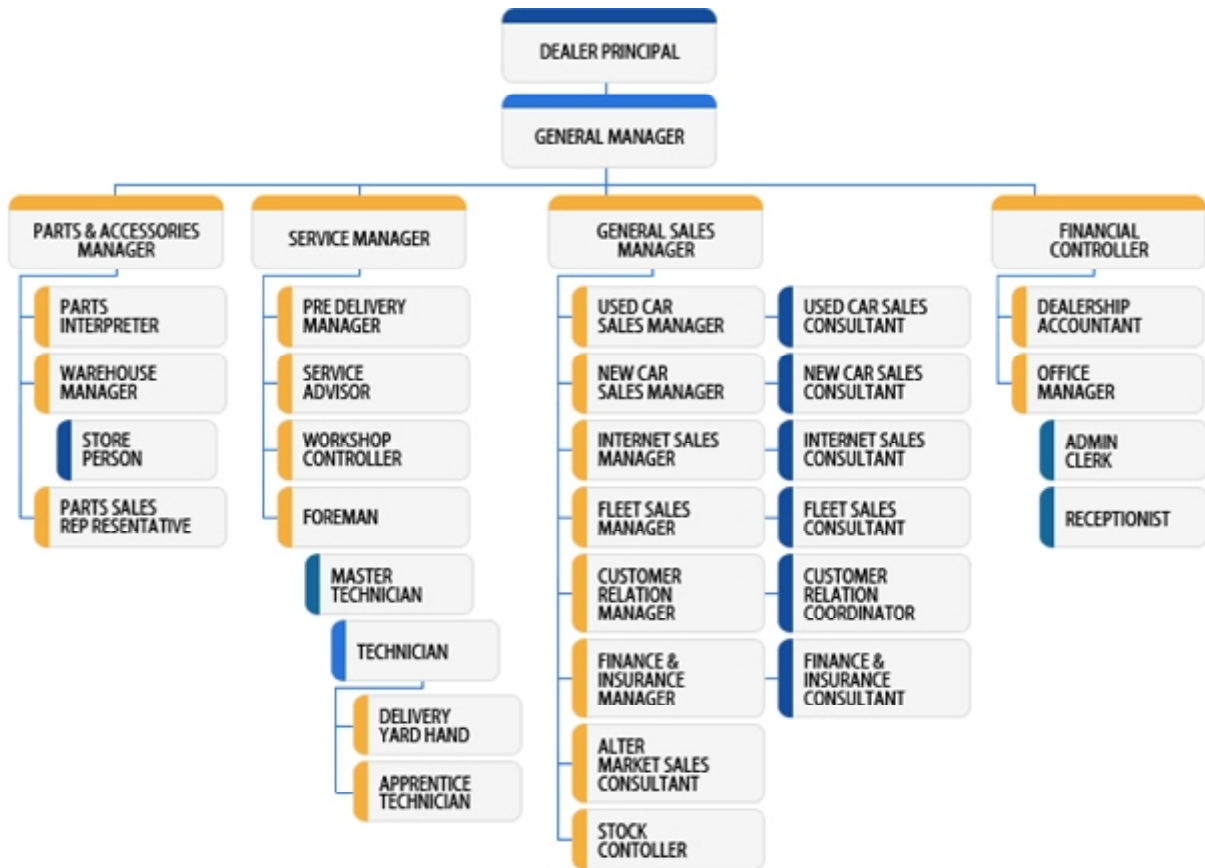 DEALER PRINCIPAL
GENERAL MANAGER
PARTS & ACCESSORIES
MANAGER
SERVICE MANAGER
GENERAL SALES
MANAGER
FINANCIAL
CONTROLLER
PARTS
INTERPRETER
WAREHOUSE
MANAGER
STORE
PERSON
PARTS SALES
REP RESENTATIVE
PRE DELIVERY
MANAGER
SERVICE
ADVISOR
WORKSHOP
CONTROLLER
FOREMAN
MASTER
TECHNICIAN
TECHNICIAN
DELIVERY
YARD HAND
APPRENTICE
TECHNICIAN
USED CAR
SALES MANAGER
USED CAR SALES
CONSULTANT
NEW CAR
SALES MANAGER
NEW CAR SALES
CONSULTANT
INTERNET SALES
MANAGER
INTERNET SALES
CONSULTANT
FLEET SALES
MANAGER
FLEET SALES
CONSULTANT
CUSTOMER
RELATION
MANAGER
CUSTOMER
RELATION
COORDINATOR
FINANCE &
INSURANCE
MANAGER
FINANCE &
INSURANCE
CONSULTANT
ALTER
MARKET SALES
CONSULTANT
STOCK
CONTOLLER
DEALERSHIP
ACCOUNTANT
OFFICE
MANAGER
ADMIN
CLERK
RECEPTIONIST